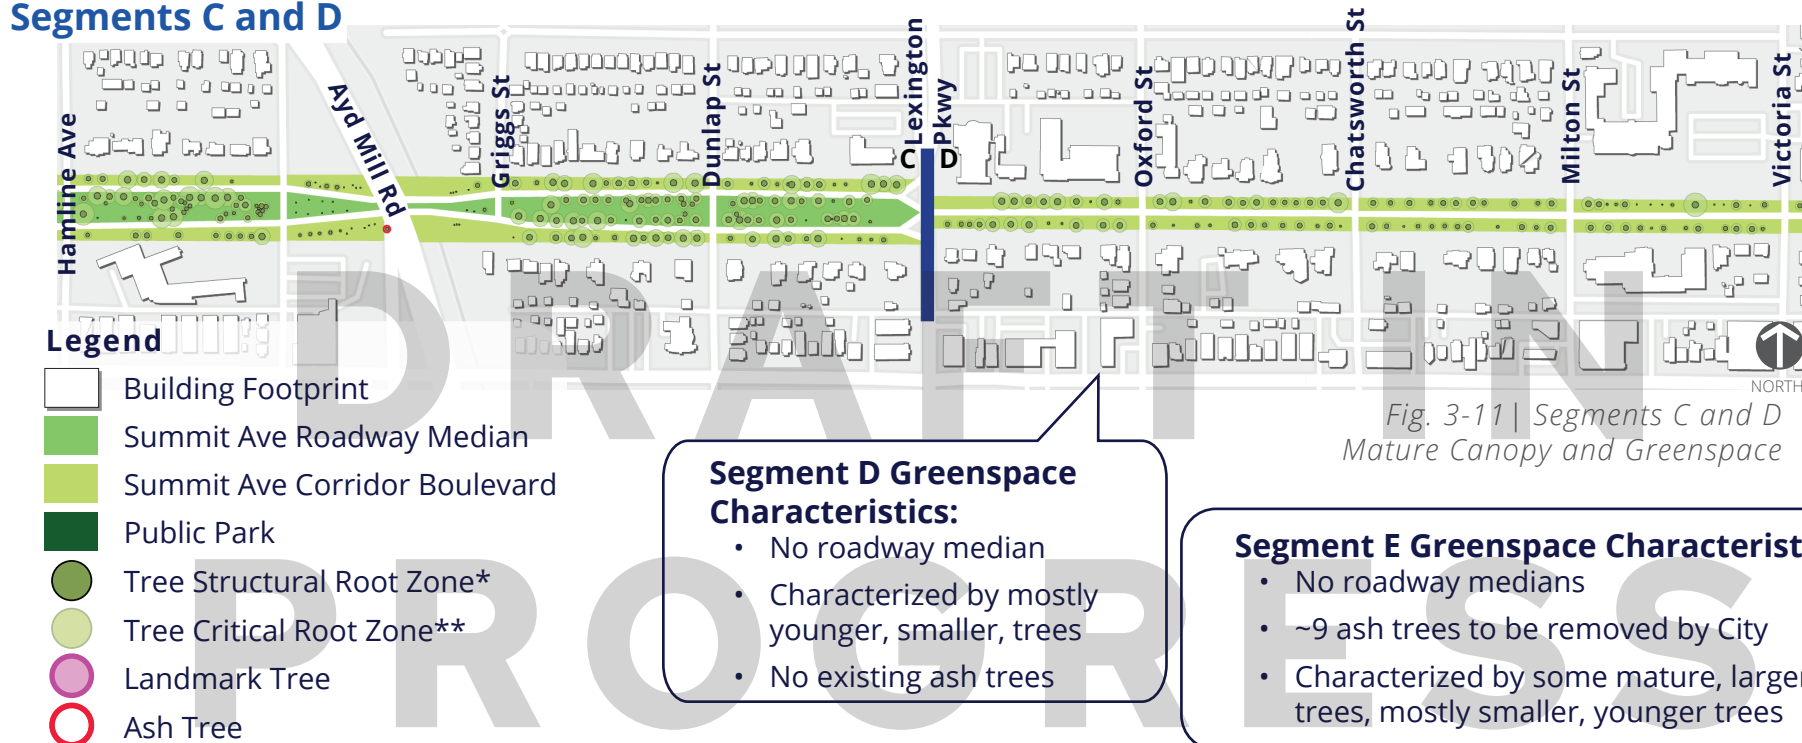 Segments C and D
Hamline Ave
Ayd Mill Rd
Griggs St
Dunlap St
Lexington
Pkwy
C
D
Oxford St
Chatsworth St
Milton St
Victoria St
NORTH
Legend
Building Footprint
Summit Ave Roadway Median
Summit Ave Corridor Boulevard
Public Park
Tree Structural Root Zone*
Tree Critical Root Zone**
Landmark Tree
Ash Tree
Fig. 3-11| Segments C and D
Mature Canopy and Greenspace
Segment D Greenspace
Characteristics:
• No roadway median
• Characterized by mostly
younger, smaller, trees
• No existing ash trees
Segment E Greenspace Characterist
• No roadway medians
• ~9 ash trees to be removed by City
• Characterized by some mature, larger
trees, mostly smaller, younger trees
DRAFT IN
PROGRESS